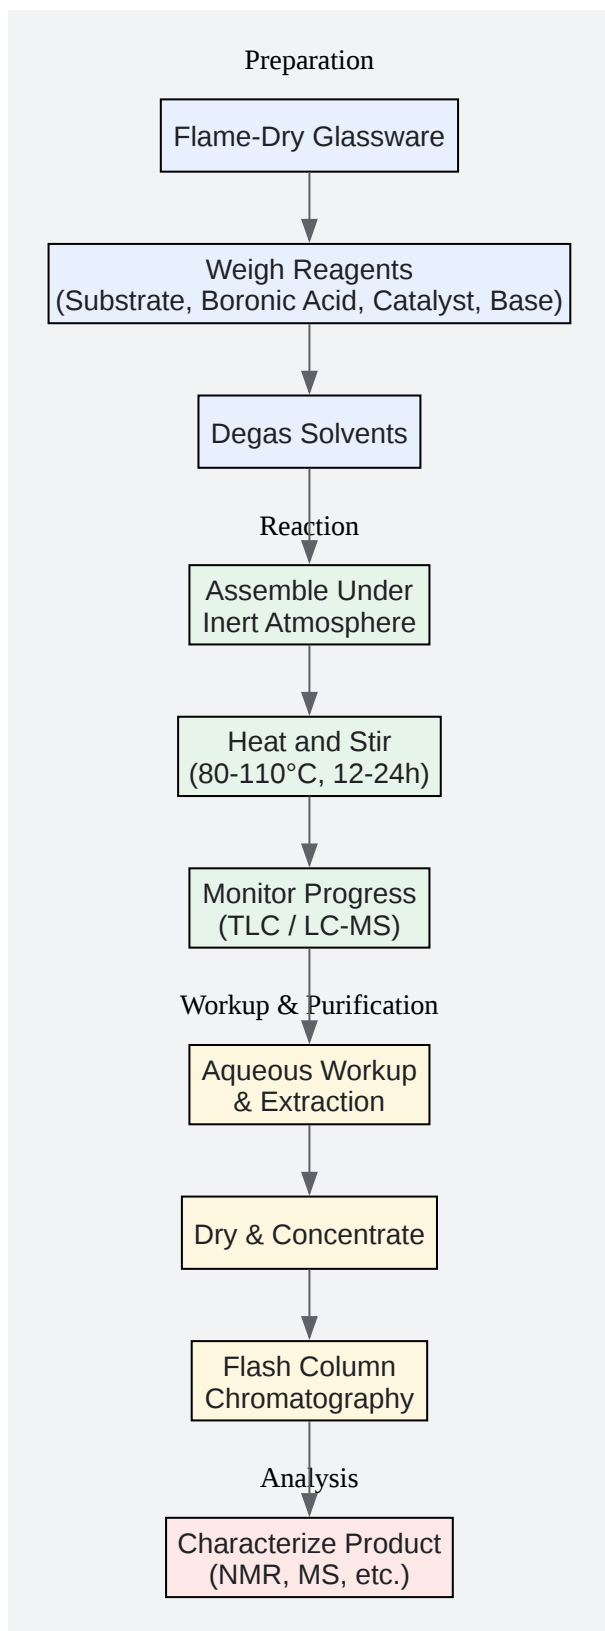 Preparation
Flame-Dry Glassware
Weigh Reagents
(Substrate, Boronic Acid, Catalyst, Base)
Degas Solvents
Reaction
Assemble Under
Inert Atmosphere
Heat and Stir
(80-110°C, 12-24h)
Monitor Progress
(TLC / LC-MS)
Workup & Purification
Aqueous Workup
& Extraction
Dry & Concentrate
Flash Column
Chromatography
Analysis
Characterize Product
(NMR, MS, etc.)